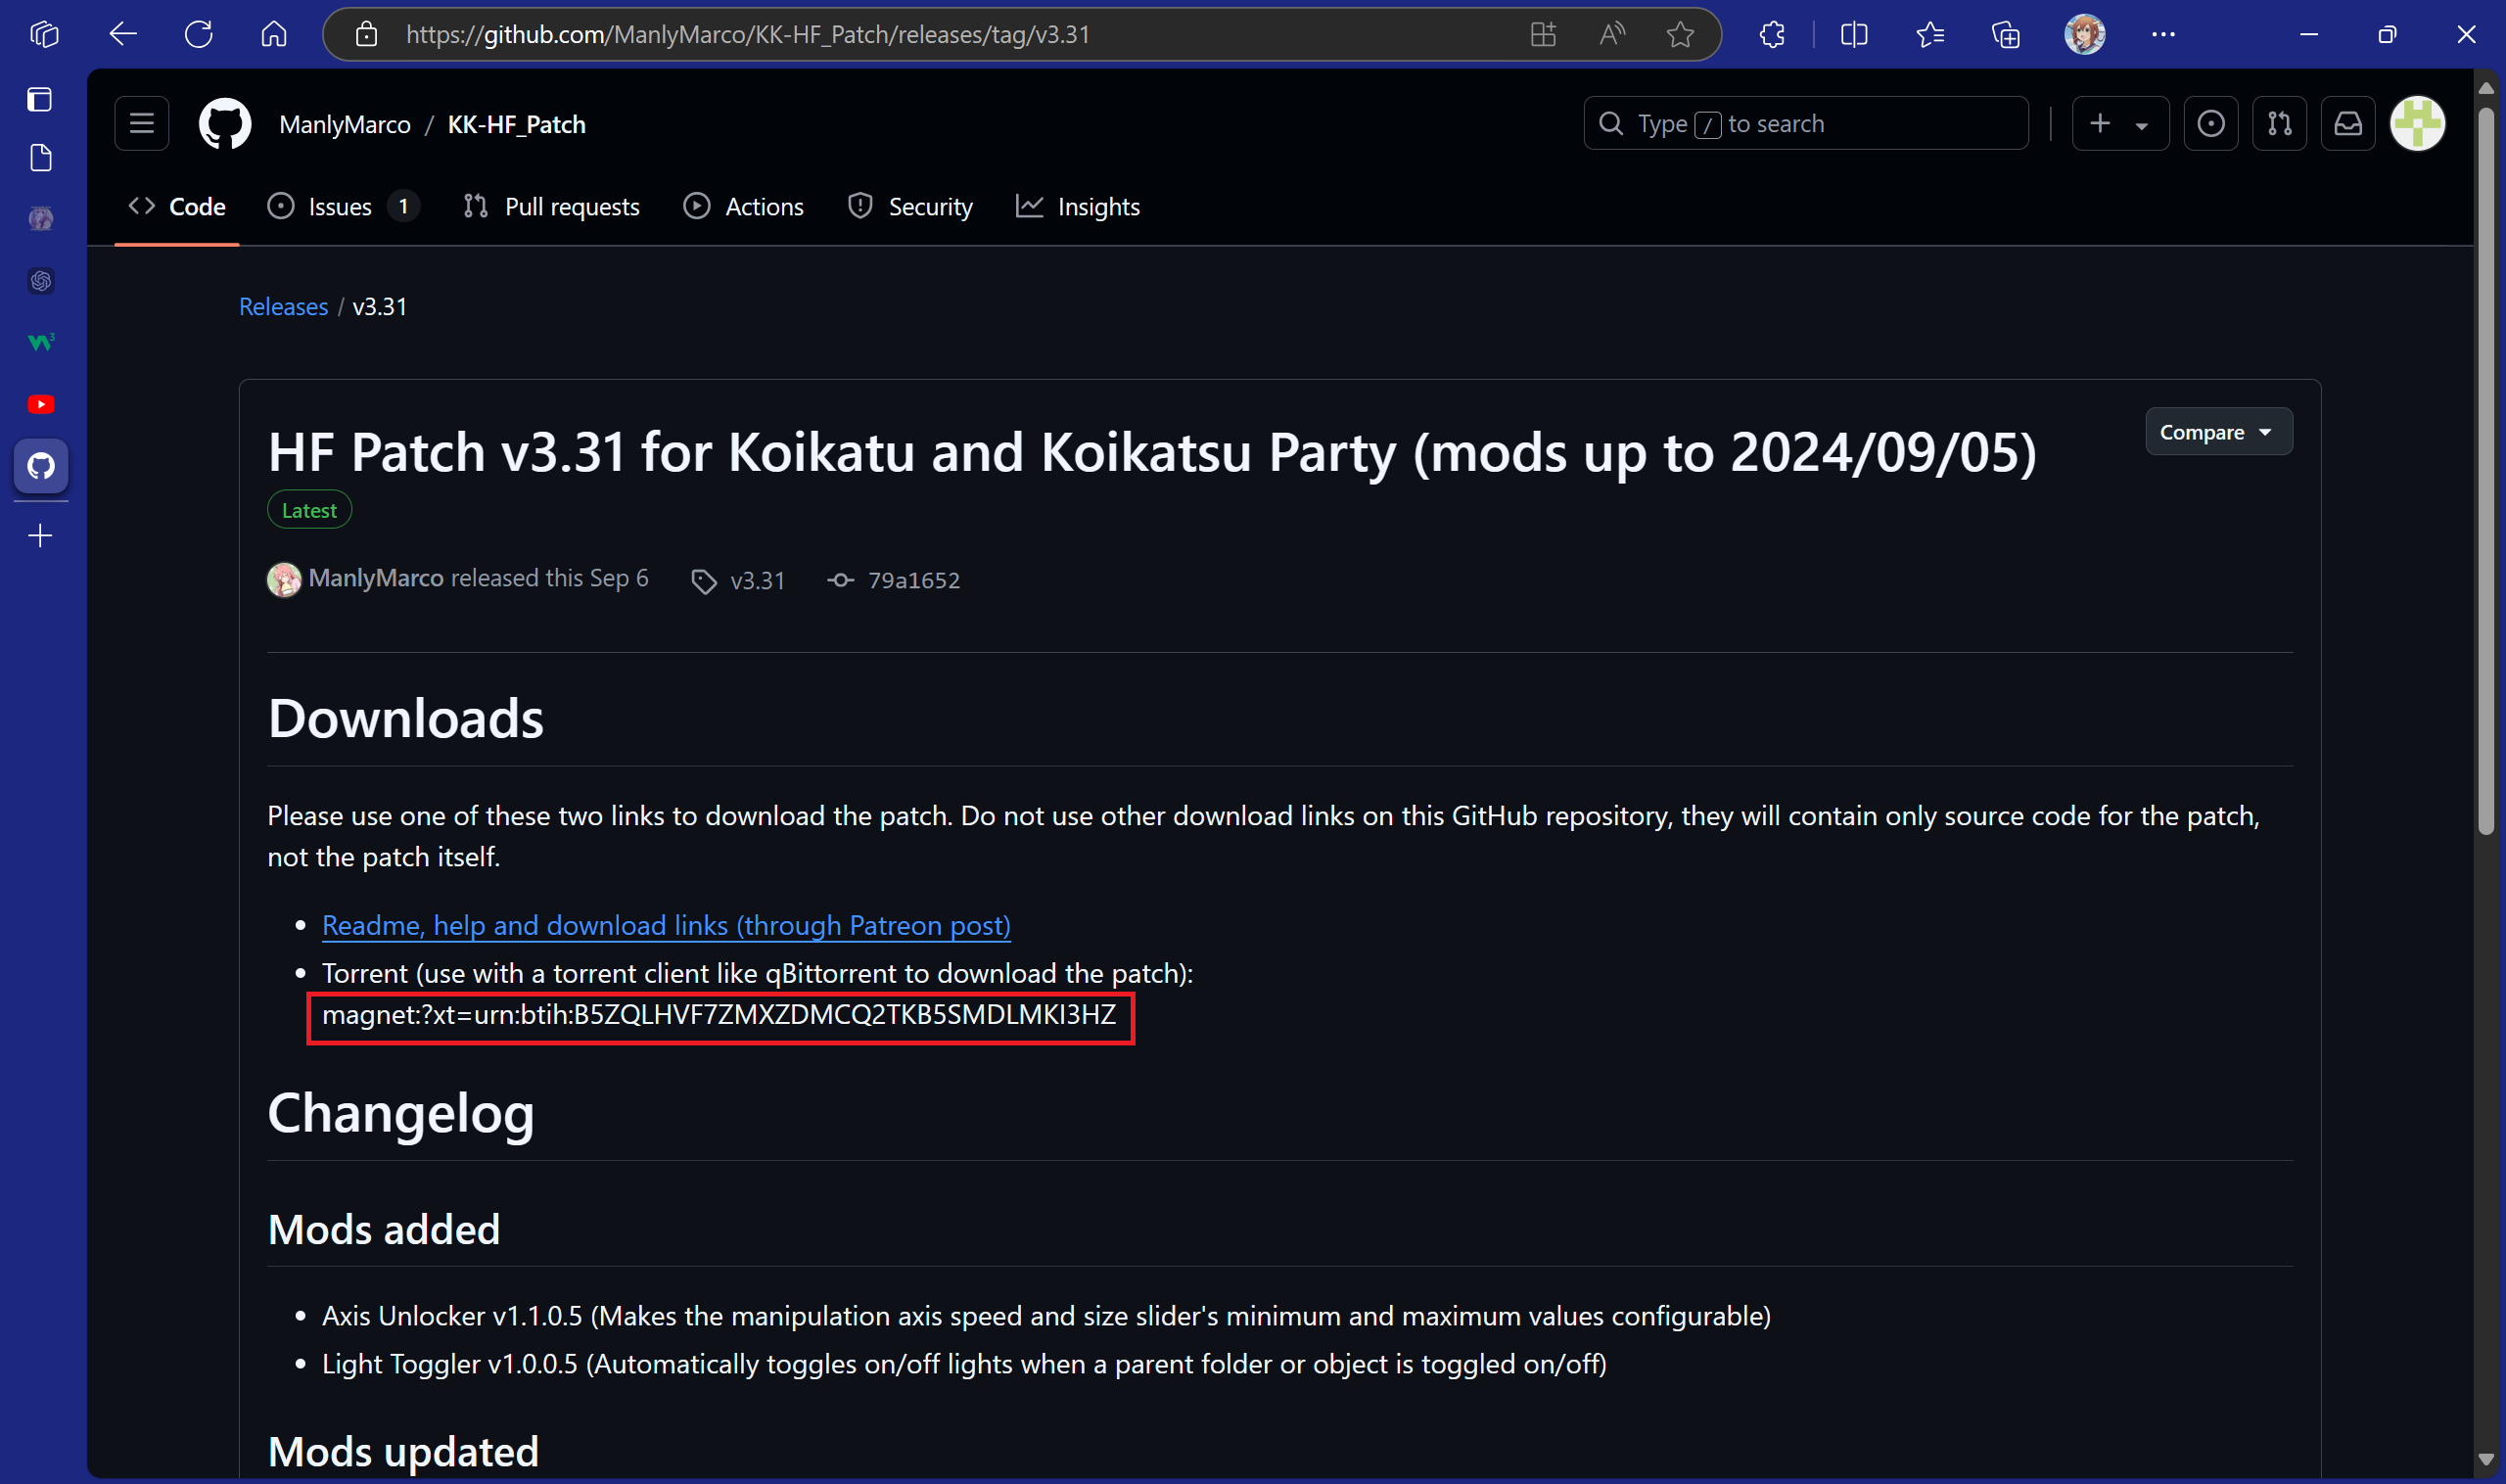 https://github.com/ManlyMarco/KK-HF_Patch/releases/tag/v3.31
ManlyMarco / KK-HF_Patch
Type / to search
Code
Issues 1
Pull requests
Actions
Security
Insights
Releases / v3.31
HF Patch v3.31 for Koikatu and Koikatsu Party (mods up to 2024/09/05)
Compare
Latest
ManlyMarco released this Sep 6 v3.31 79a1652
Downloads
Please use one of these two links to download the patch. Do not use other download links on this GitHub repository, they will contain only source code for the patch,
not the patch itself.
• Readme, help and download links (through Patreon post)
• Torrent (use with a torrent client like qBittorrent to download the patch):
magnet:?xt=urn:btih:B5ZQLHVF7ZMXZDMCQ2TKB5SMDLMKI3HZ
Changelog
Mods added
• Axis Unlocker v1.1.0.5 (Makes the manipulation axis speed and size slider's minimum and maximum values configurable)
• Light Toggler v1.0.0.5 (Automatically toggles on/off lights when a parent folder or object is toggled on/off)
Mods updated